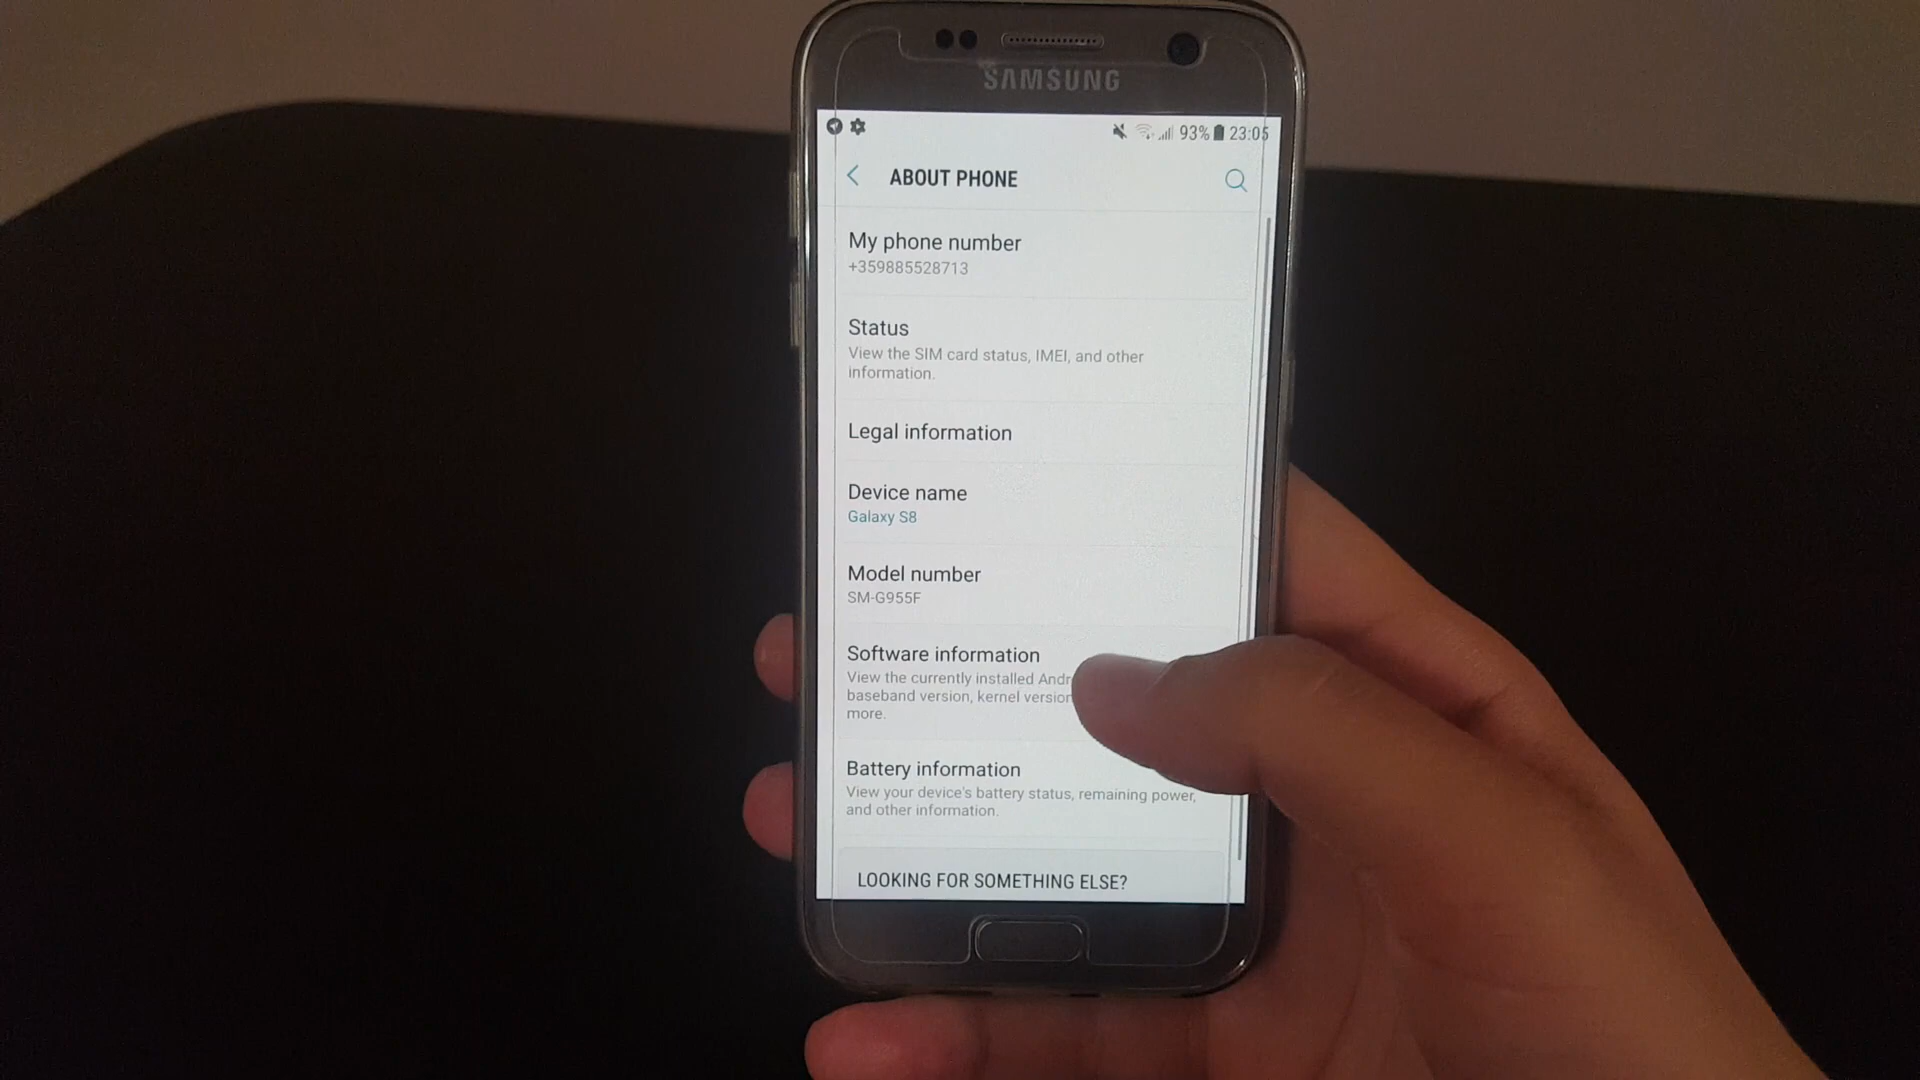 SAMSUNG
93% 23:05
ABOUT PHONE
My phone number
+359885528713
Status
View the SIM card status, IMEI, and other
information.
Legal information
Device name
Galaxy S8
Model number
SM-G955F
Software information
View the currently installed Andr
baseband version, kernel version
more.
Battery information
View your device's battery status, remaining power,
and other information.
LOOKING FOR SOMETHING ELSE?